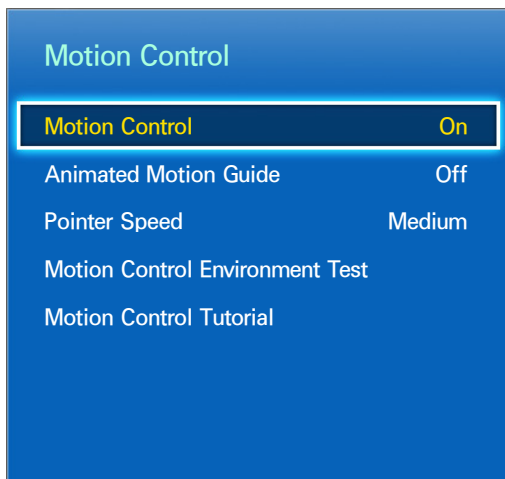 Motion Control
Motion Control On
Animated Motion Guide Off
Pointer Speed Medium
Motion Control Environment Test
Motion Control Tutorial